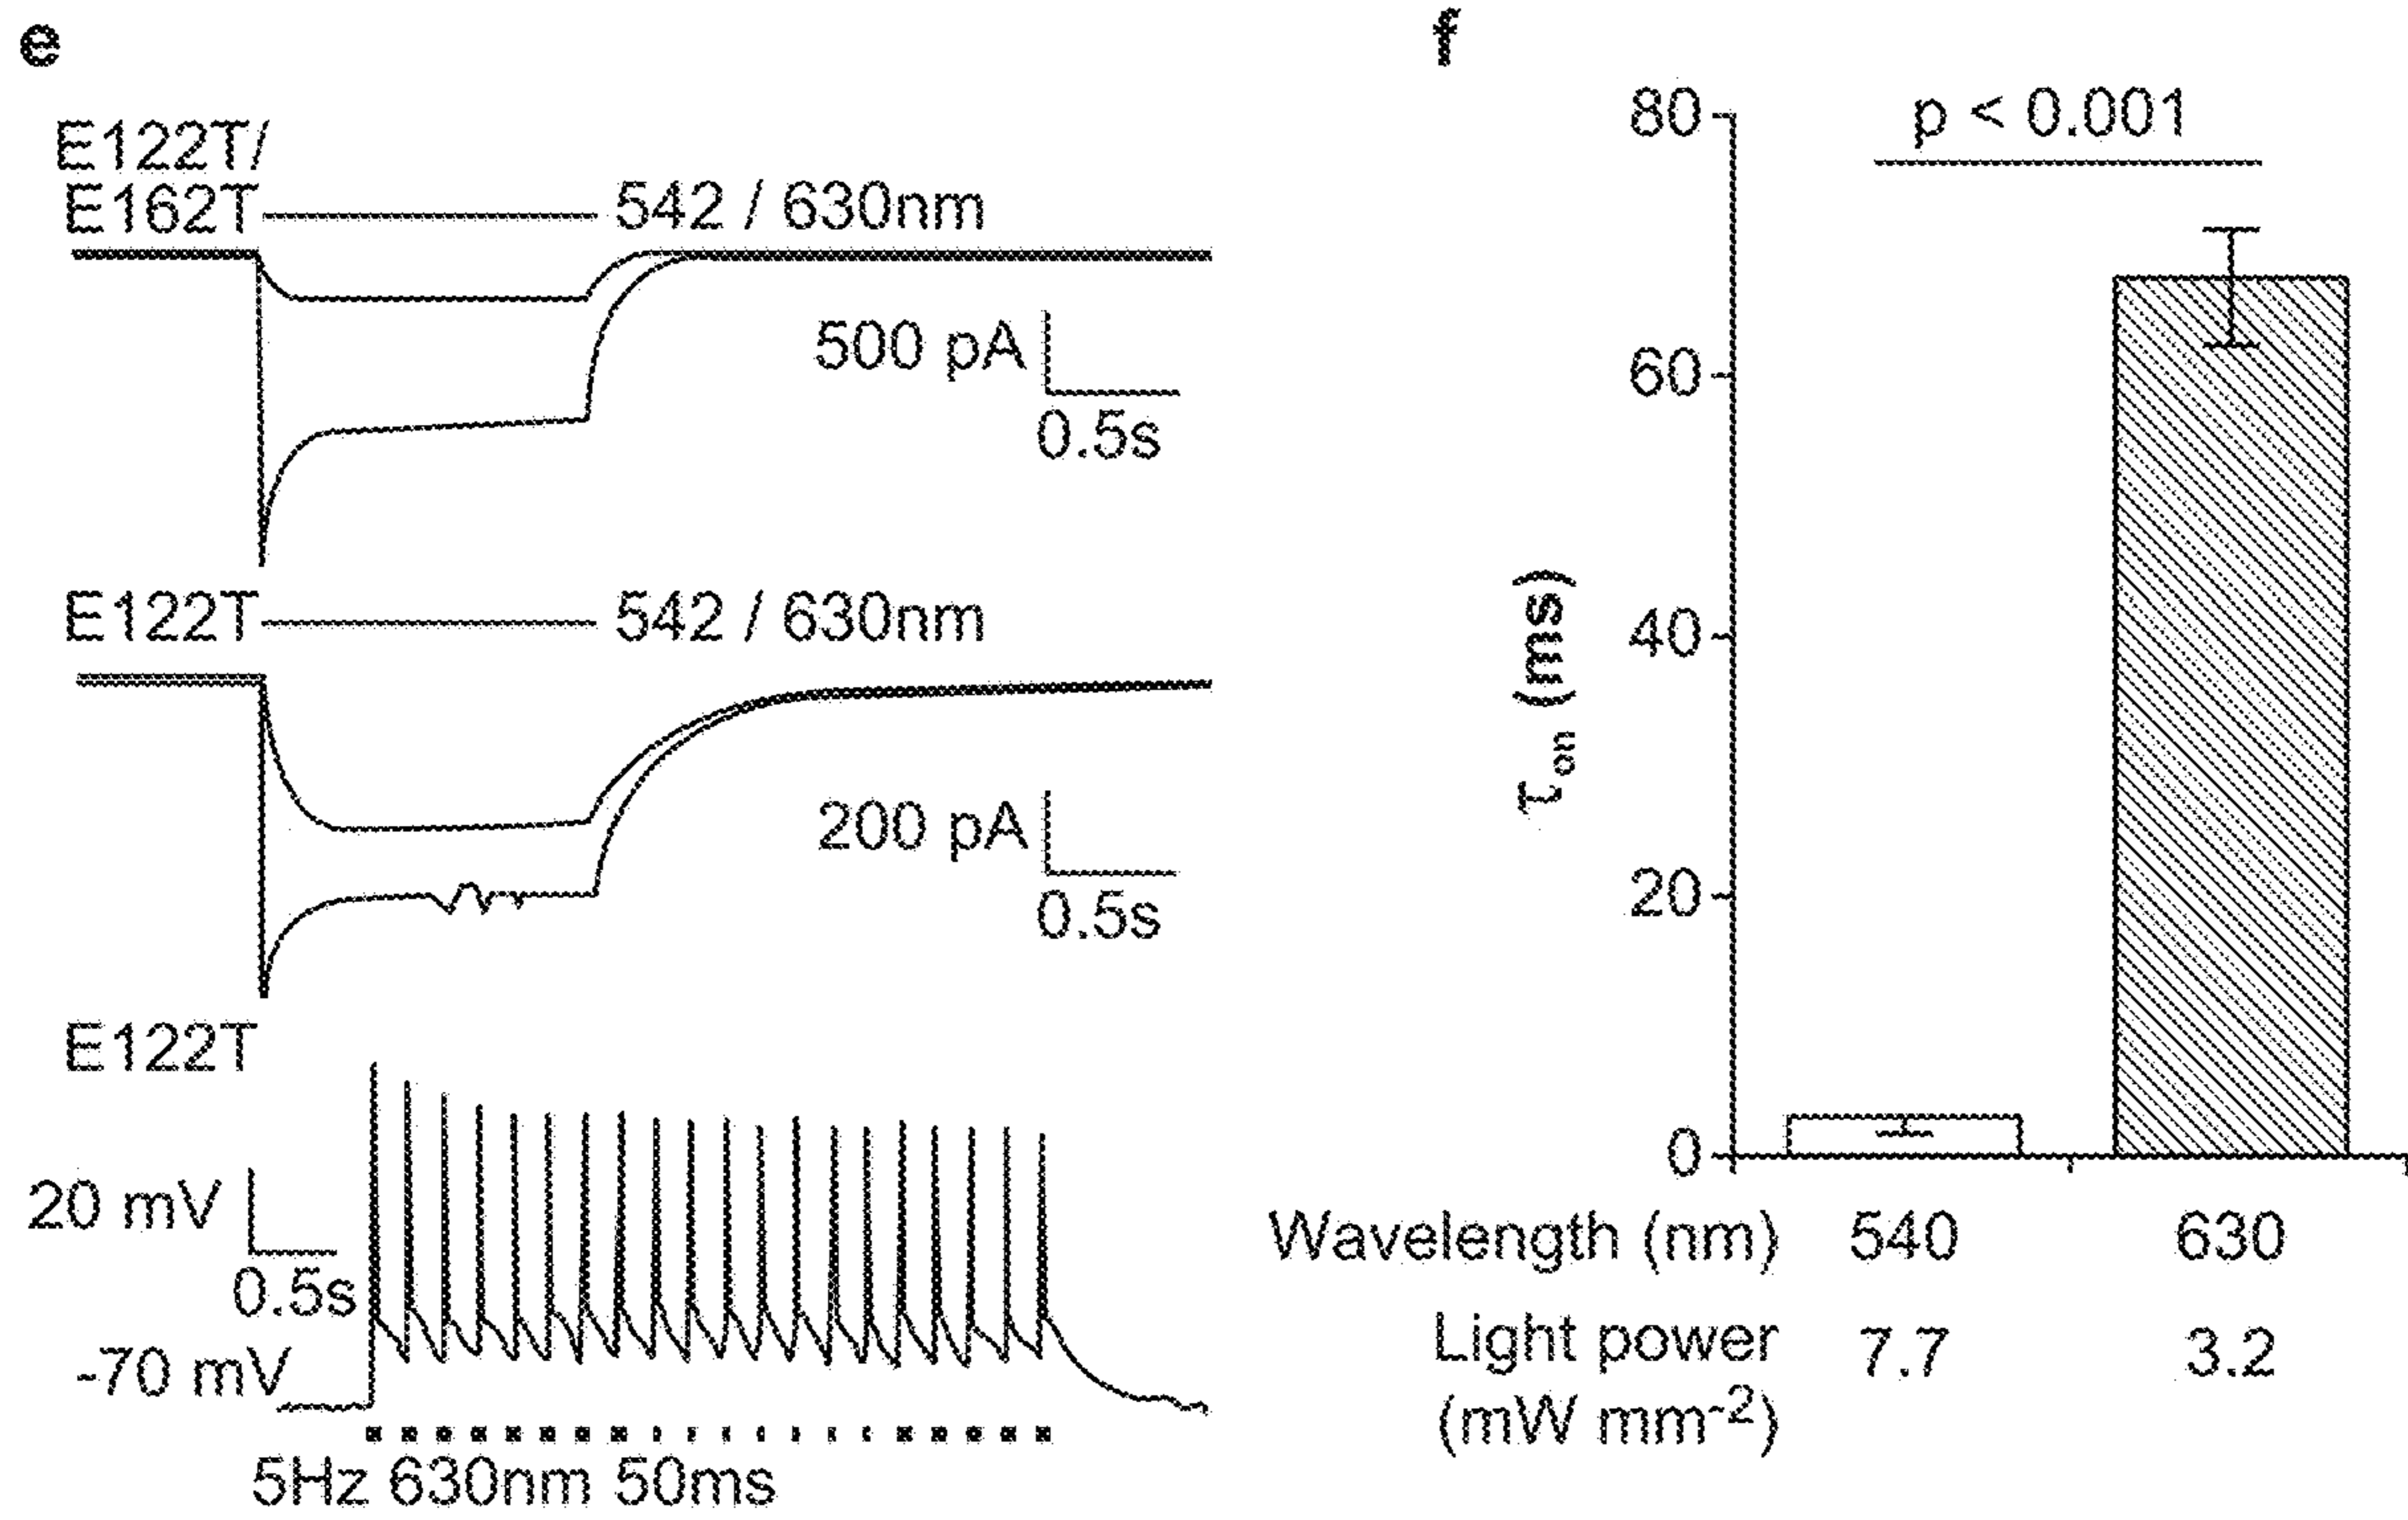 e
E122T/
E162T
542 / 630nm
500 pA
0.5s
E122T
542 / 630nm
200 pA
0.5s
E122T
20 mV
0.5s
-70 mV
5Hz 630nm 50ms
f
80
p < 0.001
60
40
20
0
τon (ms)
Wavelength (nm) 540 630
Light power 7.7 3.2
(mW mm-2)